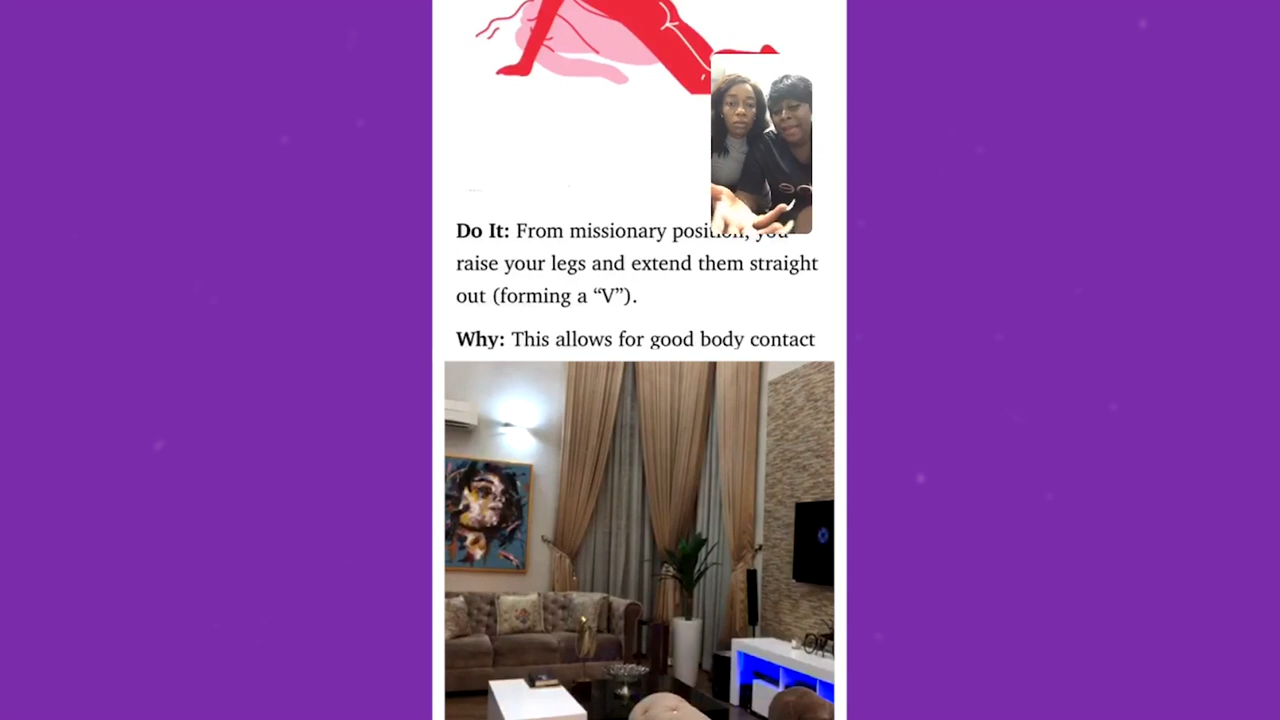 Do It: From missionary position, you
raise your legs and extend them straight
out (forming a “V”).
Why: This allows for good body contact